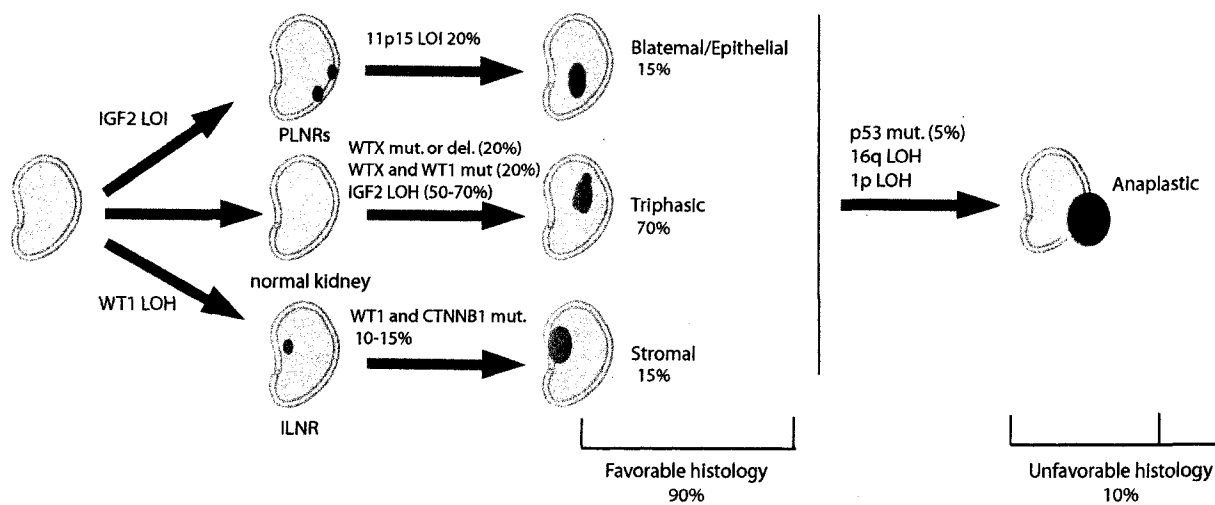 11p15 LOI 20%
Blatemal/Epithelial
15%
IGF2 LOI
PLNRs
WTX mut. or del. (20%)
WTX and WT1 mut (20%)
IGF2 LOH (50-70%)
Triphasic
70%
p53 mut. (5%)
16q LOH
1p LOH
Anaplastic
normal kidney
WT1 LOH
WT1 and CTNNB1 mut.
10-15%
Stromal
15%
ILNR
Favorable histology
90%
Unfavorable histology
10%